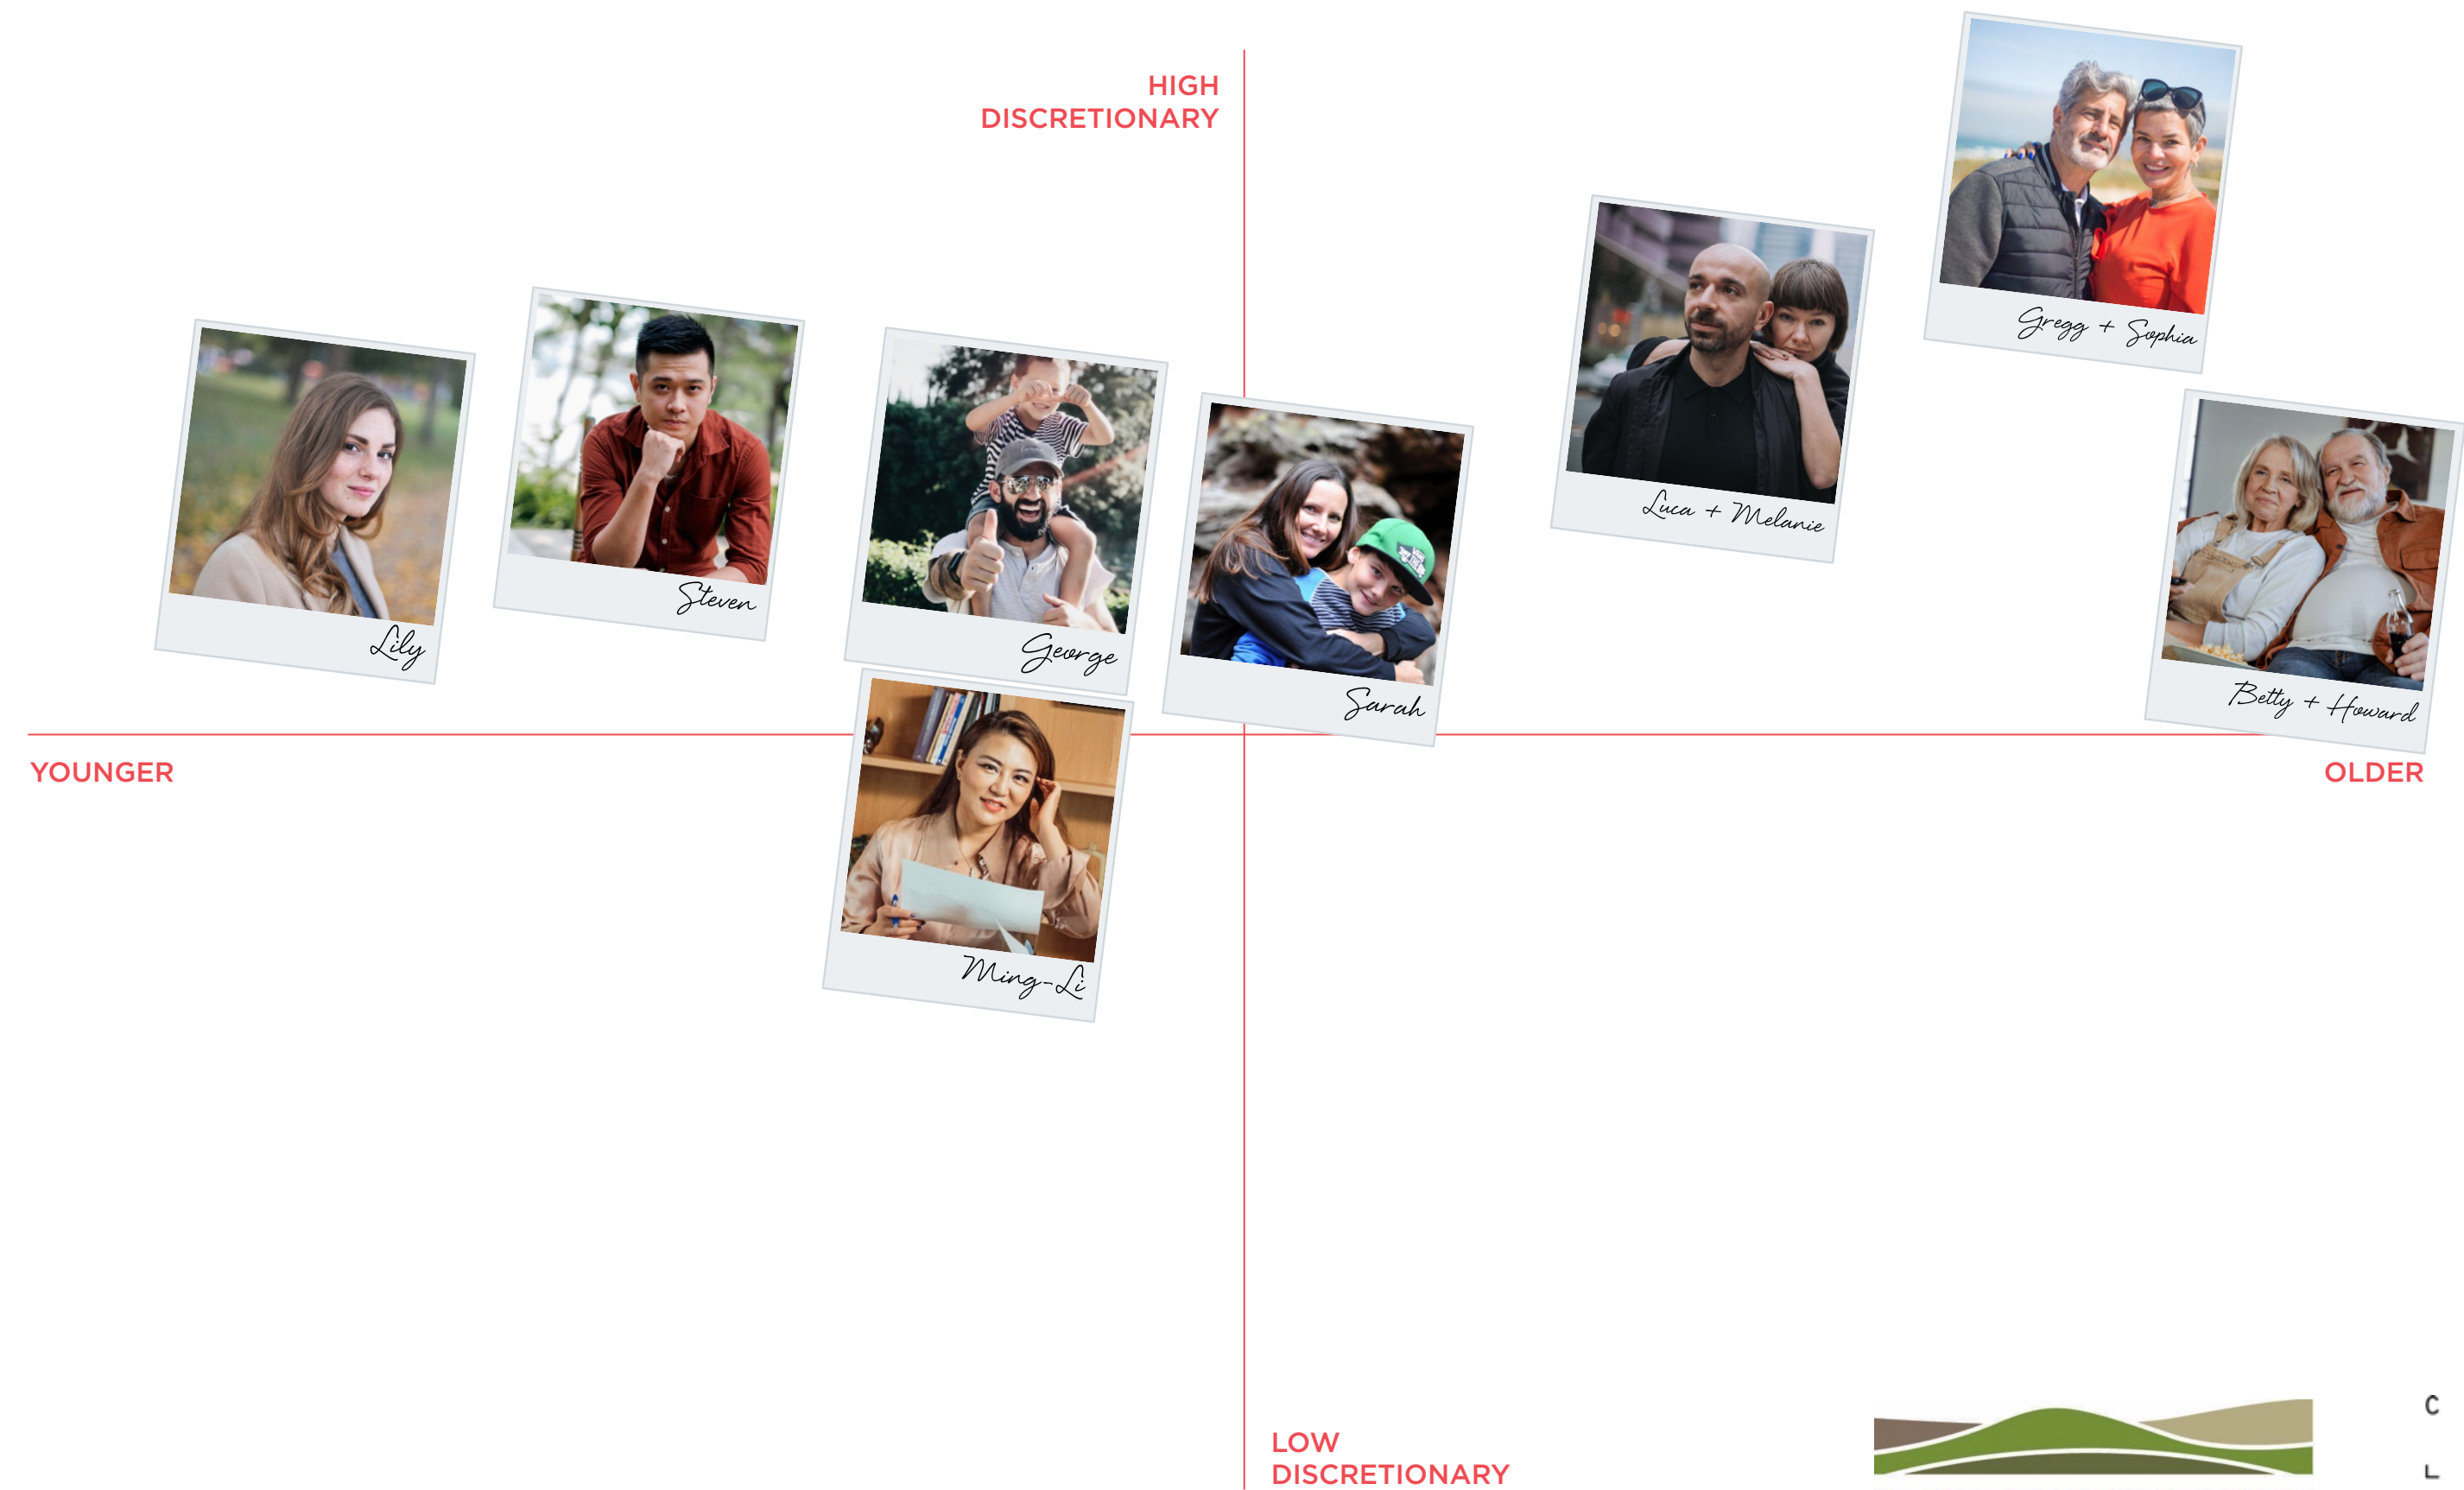 HIGH
DISCRETIONARY
Gregg + Sophia
Luca + Melanie
Lily
Steven
George
Sarah
Betty + Howard
YOUNGER
OLDER
Ming-Li
LOW
DISCRETIONARY
C
L